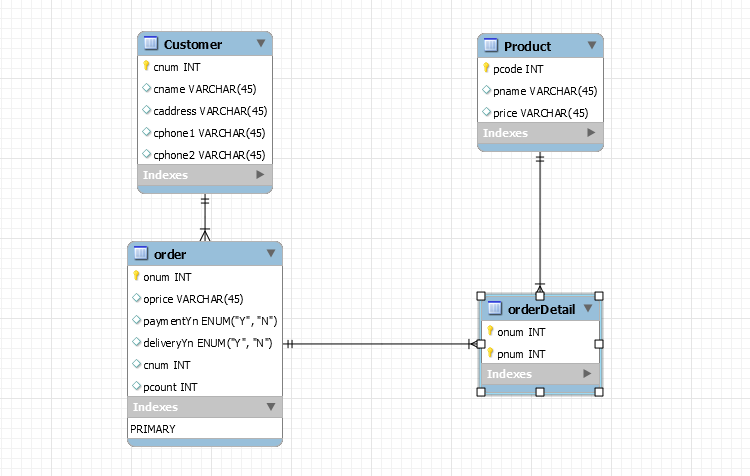 Customer
cnum INT
cname VARCHAR(45)
caddress VARCHAR(45)
cphone1 VARCHAR(45)
cphone2 VARCHAR(45)
Indexes
Product
pcode INT
pname VARCHAR(45)
price VARCHAR(45)
Indexes
order
onum INT
oprice VARCHAR(45)
paymentYn ENUM("Y", "N")
deliveryYn ENUM("Y", "N")
cnum INT
pcount INT
Indexes
PRIMARY
orderDetail
onum INT
pnum INT
Indexes